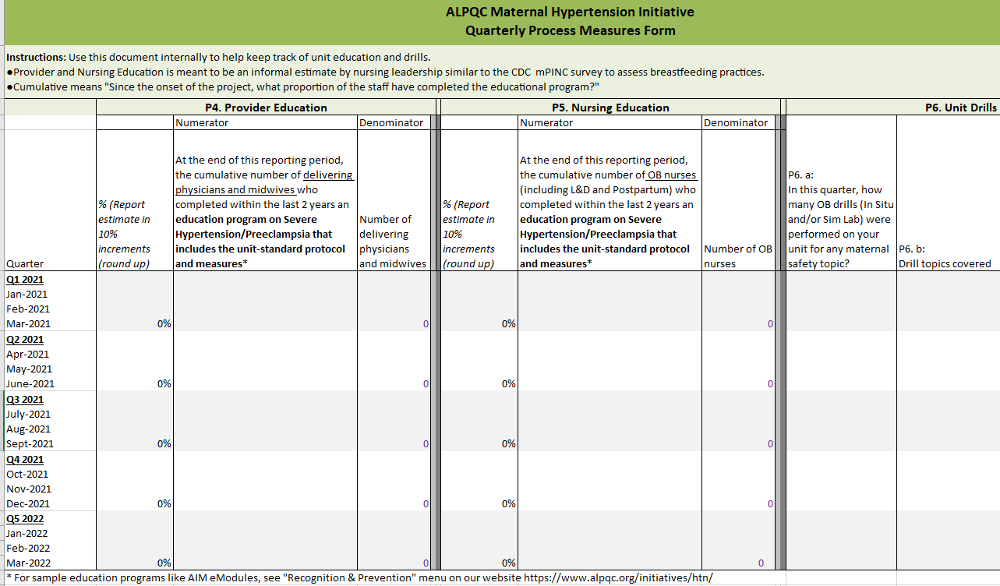 ALPQC Maternal Hypertension Initiative
Quarterly Process Measures Form
Instructions: Use this document internally to help keep track of unit education and drills.
●Provider and Nursing Education is meant to be an informal estimate by nursing leadership similar to the CDC  mPINC survey to assess breastfeeding practices.
●Cumulative means "Since the onset of the project, what proportion of the staff have completed the educational program?"
P4. Provider Education
P5. Nursing Education
P6. Unit Drills
Numerator
Denominator
Numerator
Denominator
Quarter
% (Report
estimate in
10%
increments
(round up)
At the end of this reporting period,
the cumulative number of delivering
physicians and midwives who
completed within the last 2 years an
education program on Severe
Hypertension/Preeclampsia that
includes the unit-standard protocol
and measures*
Number of
delivering
physicians
and midwives
% (Report
estimate in
10%
increments
(round up)
At the end of this reporting period,
the cumulative number of OB nurses
(including L&D and Postpartum) who
completed within the last 2 years an
education program on Severe
Hypertension/Preeclampsia that
includes the unit-standard protocol
and measures*
Number of OB
nurses
P6. a:
In this quarter, how
many OB drills (In Situ
and/or Sim Lab) were
performed on your
unit for any maternal
safety topic?
P6. b:
Drill topics covered
Q1 2021
Jan-2021
Feb-2021
Mar-2021 0% 0 0% 0
Q2 2021
Apr-2021
May-2021
June-2021 0% 0 0% 0
Q3 2021
July-2021
Aug-2021
Sept-2021 0% 0 0% 0
Q4 2021
Oct-2021
Nov-2021
Dec-2021 0% 0 0% 0
Q5 2022
Jan-2022
Feb-2022
Mar-2022 0% 0 0% 0
* For sample education programs like AIM eModules, see "Recognition & Prevention" menu on our website https://www.alpqc.org/initiatives/htn/